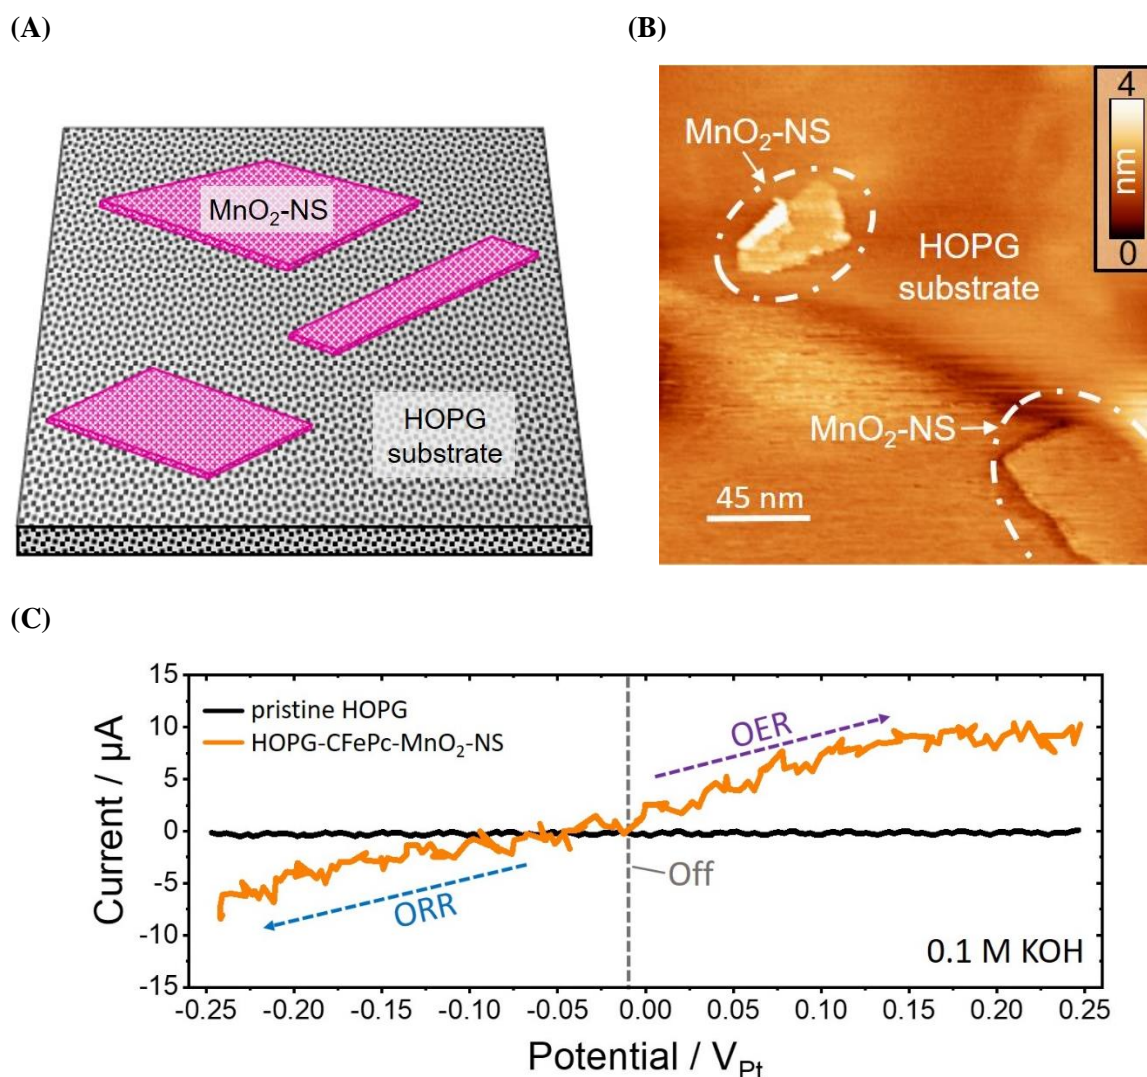 (A)
MnO₂-NS
HOPG
substrate
(B)
MnO₂-NS
HOPG
substrate
MnO₂-NS
45 nm
4
nm
0
(C)
Current / µA
15
10
5
0
-5
-10
-15
pristine HOPG
HOPG-CFePc-MnO₂-NS
OER
ORR
Off
0.1 M KOH
-0.25 -0.20 -0.15 -0.10 -0.05 0.00 0.05 0.10 0.15 0.20 0.25
Potential / V_Pt